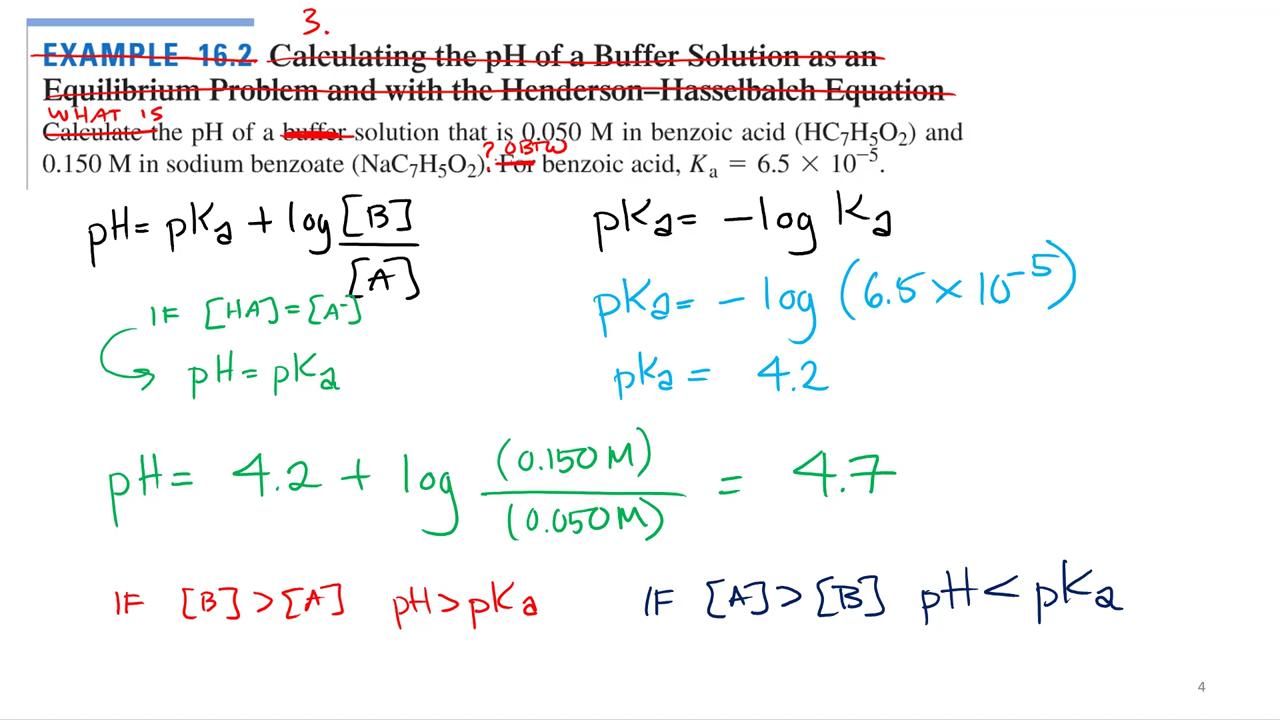 3.
EXAMPLE 16.2 Calculating the pH of a Buffer Solution as an
Equilibrium Problem and with the Henderson–Hasselbalch Equation
WHAT IS
Calculate the pH of a buffer solution that is 0.050 M in benzoic acid (HC₇H₅O₂) and
? OBTW
0.150 M in sodium benzoate (NaC₇H₅O₂). For benzoic acid, Kₐ = 6.5 × 10⁻⁵.
pH = pKa + log [B]/[A]
IF [HA] = [A⁻]
pH = pKa
pKa = −log Ka
pKa = −log (6.5 × 10⁻⁵)
pKa = 4.2
pH = 4.2 + log (0.150 M)/(0.050 M) = 4.7
IF [B] > [A] pH > pKa
IF [A] > [B] pH < pKa
4